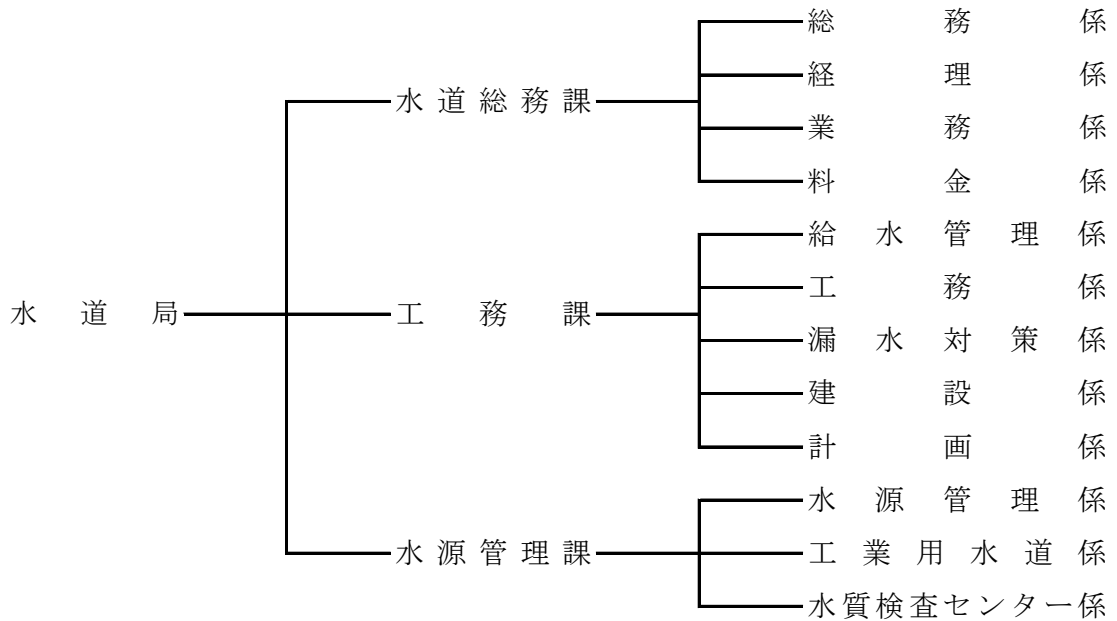 総務係
経理係
水道総務課
業務係
料金係
給水管理係
工務係
水道局
工務課
漏水対策係
建設係
計画係
水源管理係
水源管理課
工業用水道係
水質検査センター係